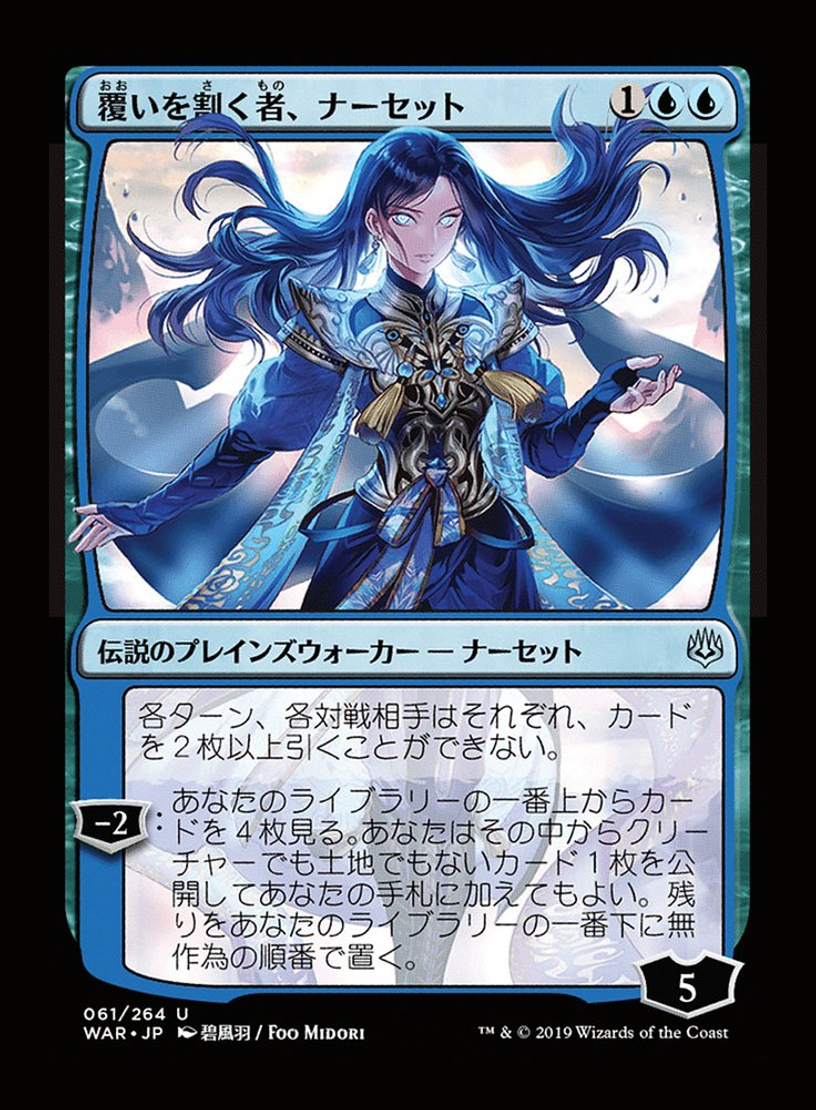 覆いを割く者、ナーセット
おお さ もの
1
伝説のプレインズウォーカー — ナーセット
各ターン、各対戦相手はそれぞれ、カード
を2枚以上引くことができない。
-2 : あなたのライブラリーの一番上からカー
ドを4枚見る。あなたはその中からクリー
チャーでも土地でもないカード1枚を公
開してあなたの手札に加えてもよい。残
りをあなたのライブラリーの一番下に無
作為の順番で置く。
5
061/264 U
WAR • JP 碧風羽 / Foo Midori
™ & © 2019 Wizards of the Coast